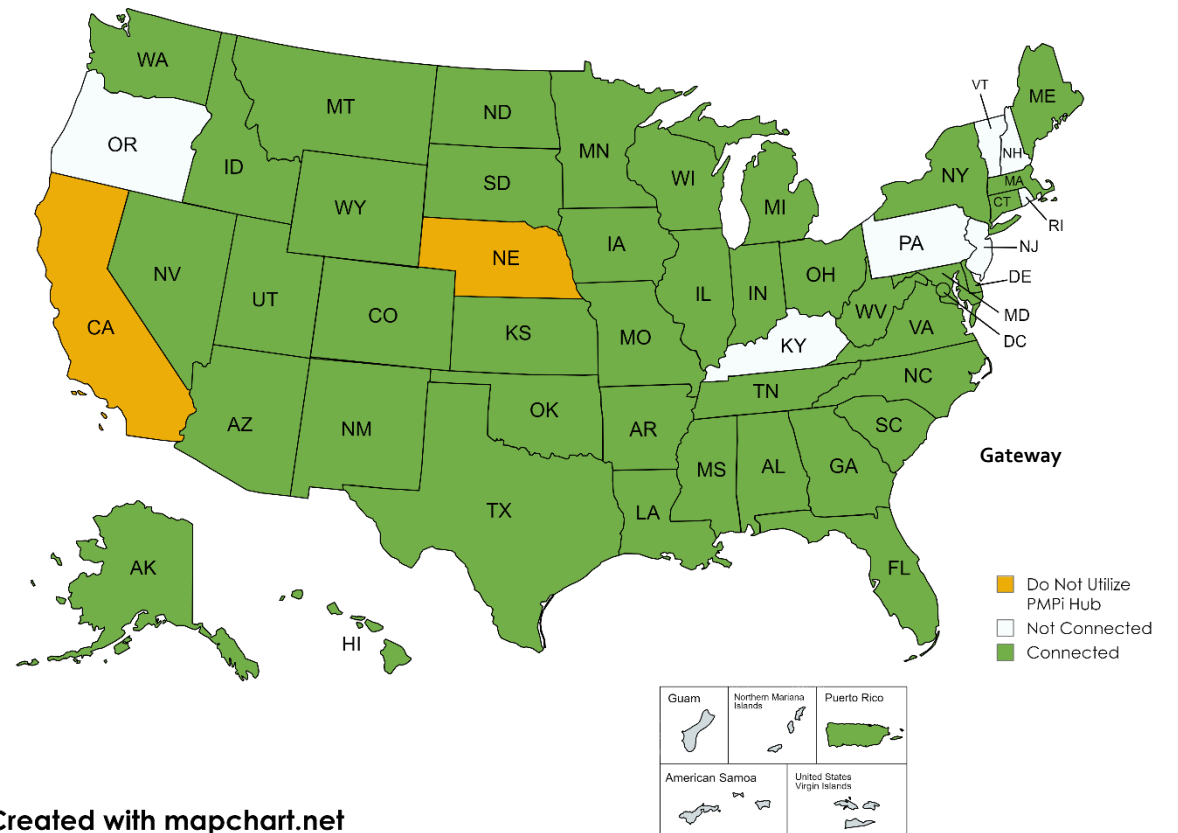 WA
VT
ME
MT
ND
OR
MN
NH
ID
SD
WI
NY
MA
MI
CT
WY
RI
IA
PA
NJ
NE
OH
DE
NV
IL
IN
UT
MD
CO
WV
CA
VA
DC
KS
MO
KY
NC
TN
OK
AZ
NM
AR
SC
Gateway
MS
AL
GA
TX
LA
AK
FL
Do Not Utilize
PMPi Hub
Not Connected
HI
Connected
Guam
Northern Mariana
Islands
Puerto Rico
American Samoa
United States
Virgin Islands
Created with mapchart.net